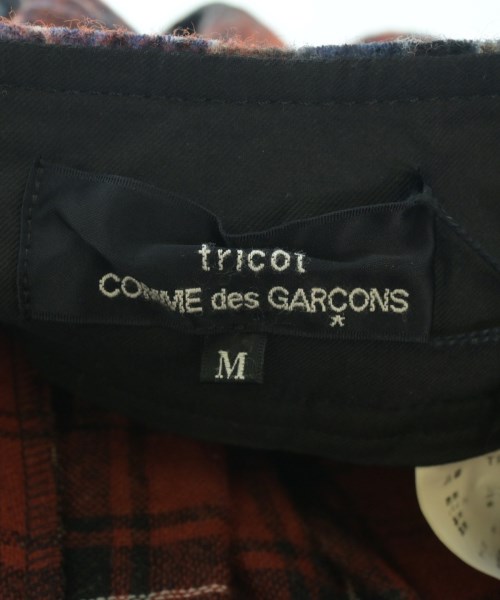 tricot
COMME des GARÇONS
*
M